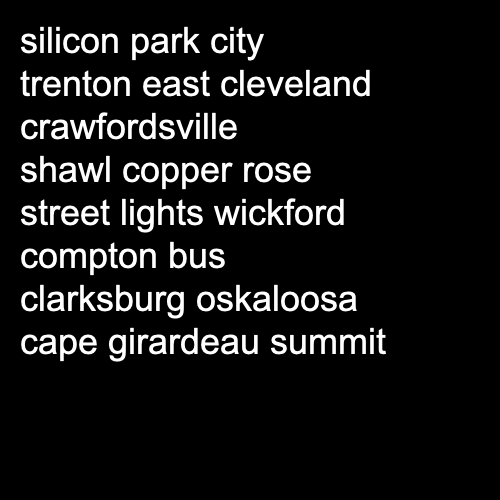 silicon park city
trenton east cleveland
crawfordsville
shawl copper rose
street lights wickford
compton bus
clarksburg oskaloosa
cape girardeau summit